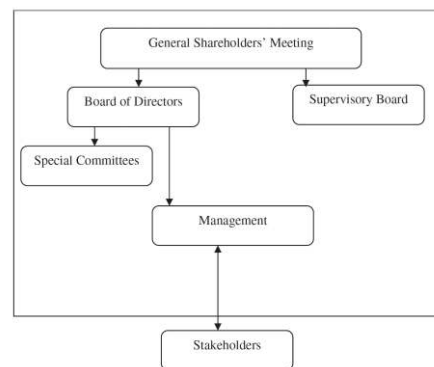 General Shareholders’ Meeting
Board of Directors
Supervisory Board
Special Committees
Management
Stakeholders